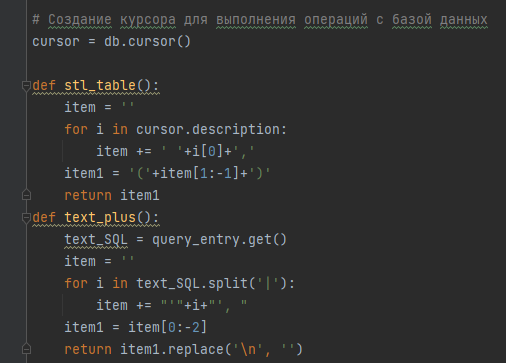 # Создание курсора для выполнения операций с базой данных
cursor = db.cursor()
def stl_table():
item = ''
for i in cursor.description:
item += ' '+i[0]+','
item1 = '('+item[1:-1]+')'
return item1
def text_plus():
text_SQL = query_entry.get()
item = ''
for i in text_SQL.split('|'):
item += "'"+i+"', "
item1 = item[0:-2]
return item1.replace('\n', '')